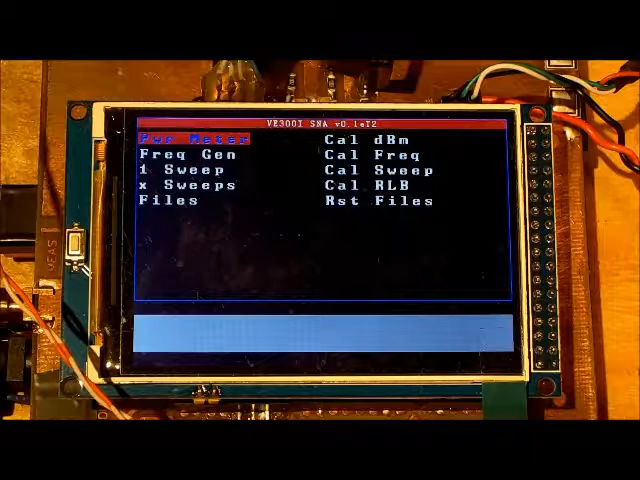 VE3OOI SNA v0.1eT2
Pwr Meter
Freq Gen
1 Sweep
x Sweeps
Files
Cal dBm
Cal Freq
Cal Sweep
Cal RLB
Rst Files